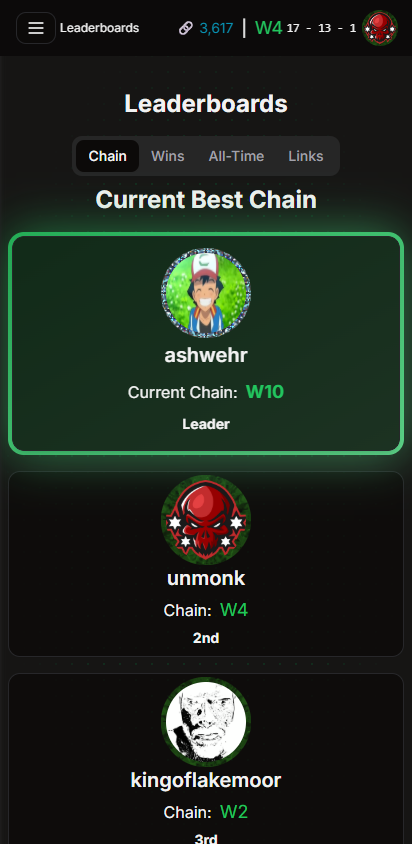 Leaderboards
3,617 | W4 17 - 13 - 1
Leaderboards
Chain Wins All-Time Links
Current Best Chain
ashwehr
Current Chain: W10
Leader
unmonk
Chain: W4
2nd
kingoflakemoor
Chain: W2
3rd